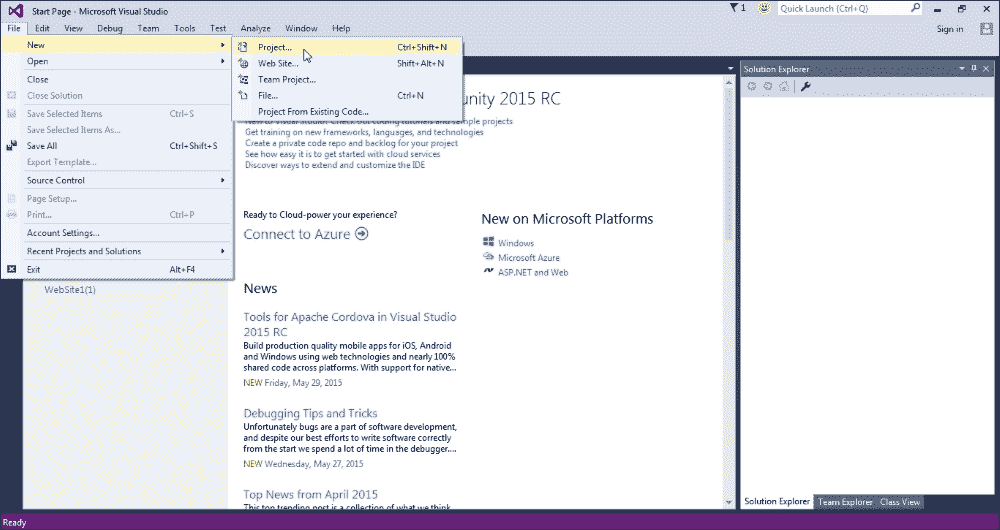 Start Page - Microsoft Visual Studio
1
Quick Launch (Ctrl+Q)
File Edit View Debug Team Tools Test Analyze Window Help
Sign in
New
Open
Close
Close Solution
Save Selected Items Ctrl+S
Save Selected Items As...
Save All Ctrl+Shift+S
Export Template...
Source Control
Page Setup...
Print... Ctrl+P
Account Settings...
Recent Projects and Solutions
Exit Alt+F4
Project... Ctrl+Shift+N
Web Site... Shift+Alt+N
Team Project...
File... Ctrl+N
Project From Existing Code...
WebSite1(1)
unity 2015 RC
New to Visual Studio? Check out coding tutorials and sample projects
Get training on new frameworks, languages, and technologies
Create a private code repo and backlog for your project
See how easy it is to get started with cloud services
Discover ways to extend and customize the IDE
Ready to Cloud-power your experience?
Connect to Azure
New on Microsoft Platforms
Windows
Microsoft Azure
ASP.NET and Web
News
Tools for Apache Cordova in Visual Studio
2015 RC
Build production quality mobile apps for iOS, Android
and Windows using web technologies and nearly 100%
shared code across platforms. With support for native...
NEW Friday, May 29, 2015
Debugging Tips and Tricks
Unfortunately bugs are a part of software development,
and despite our best efforts to write software correctly
from the start we spend a lot of time in the debugger....
NEW Wednesday, May 27, 2015
Top News from April 2015
This top trending post is a collection of what we think
Solution Explorer
Solution Explorer Team Explorer Class View
Ready